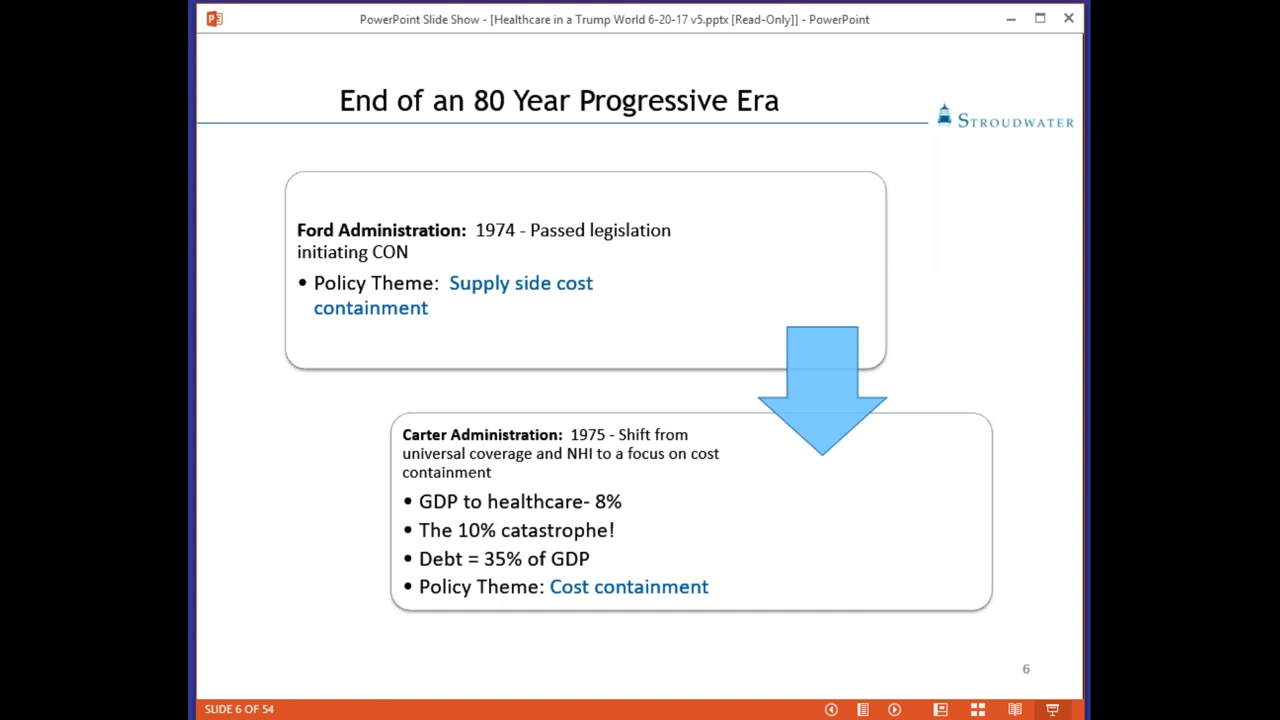 PowerPoint Slide Show - [Healthcare in a Trump World 6-20-17 v5.pptx [Read-Only]] - PowerPoint
End of an 80 Year Progressive Era
STROUDWATER
Ford Administration: 1974 - Passed legislation
initiating CON
• Policy Theme: Supply side cost
containment
Carter Administration: 1975 - Shift from
universal coverage and NHI to a focus on cost
containment
• GDP to healthcare- 8%
• The 10% catastrophe!
• Debt = 35% of GDP
• Policy Theme: Cost containment
6
SLIDE 6 OF 54